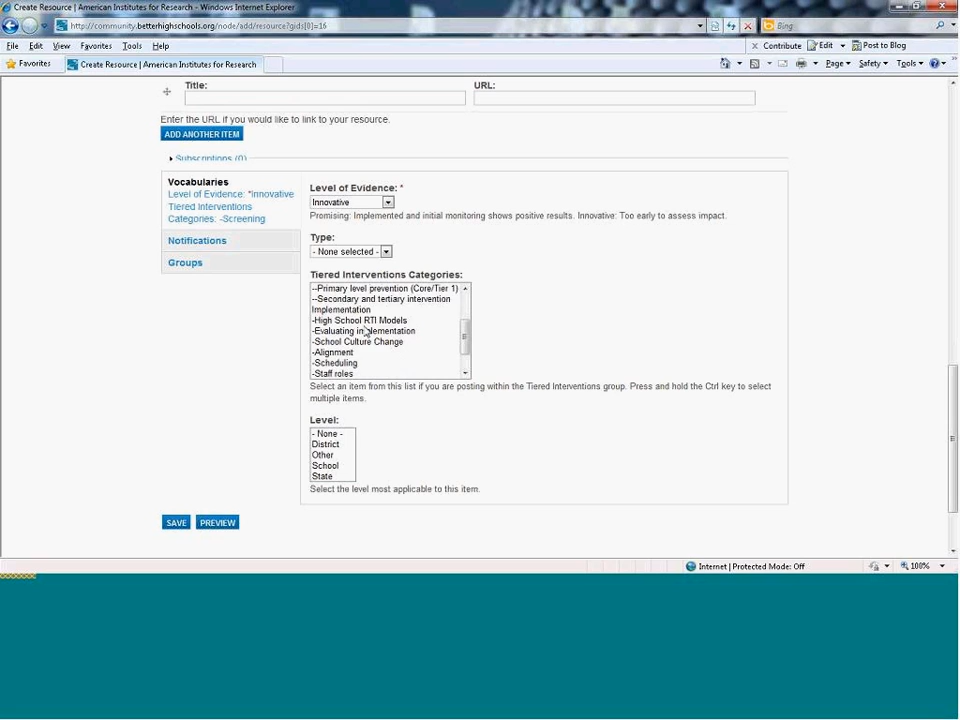 Create Resource | American Institutes for Research - Windows Internet Explorer
http://community.betterhighschools.org/node/add/resource?gids[0]=16
Bing
File Edit View Favorites Tools Help
Contribute Edit Post to Blog
Favorites
Create Resource | American Institutes for Research
Page Safety Tools
Title: URL:
Enter the URL if you would like to link to your resource.
ADD ANOTHER ITEM
Subscriptions (0)
Vocabularies
Level of Evidence: *Innovative
Tiered Interventions
Categories: -Screening
Notifications
Groups
Level of Evidence: *
Innovative
Promising: Implemented and initial monitoring shows positive results. Innovative: Too early to assess impact.
Type:
- None selected -
Tiered Interventions Categories:
--Primary level prevention (Core/Tier 1)
--Secondary and tertiary intervention
Implementation
-High School RTI Models
-Evaluating implementation
-School Culture Change
-Alignment
-Scheduling
-Staff roles
Select an item from this list if you are posting within the Tiered Interventions group. Press and hold the Ctrl key to select
multiple items.
Level:
- None -
District
Other
School
State
Select the level most applicable to this item.
SAVE PREVIEW
Internet | Protected Mode: Off
100%